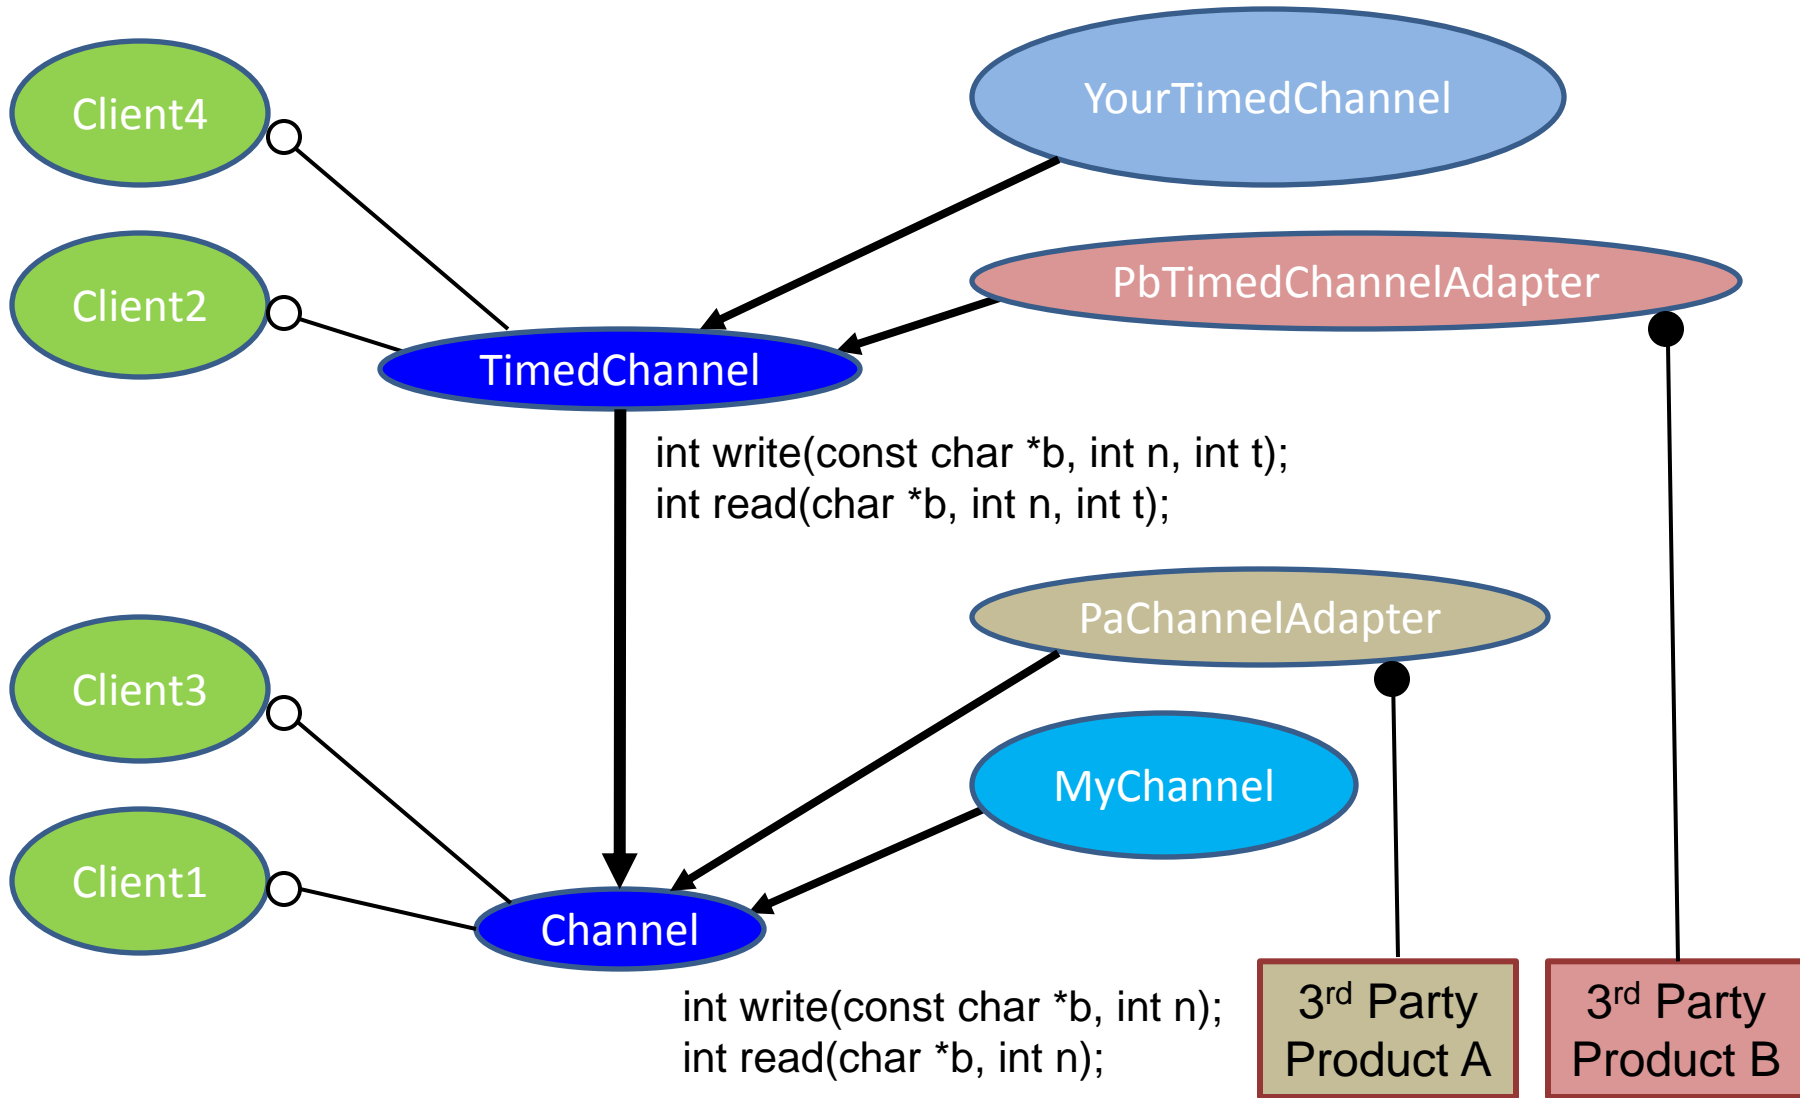 Client4
YourTimedChannel
Client2
PbTimedChannelAdapter
TimedChannel
int write(const char *b, int n, int t);
int read(char *b, int n, int t);
PaChannelAdapter
Client3
MyChannel
Client1
Channel
int write(const char *b, int n);
int read(char *b, int n);
3rd Party
Product A
3rd Party
Product B